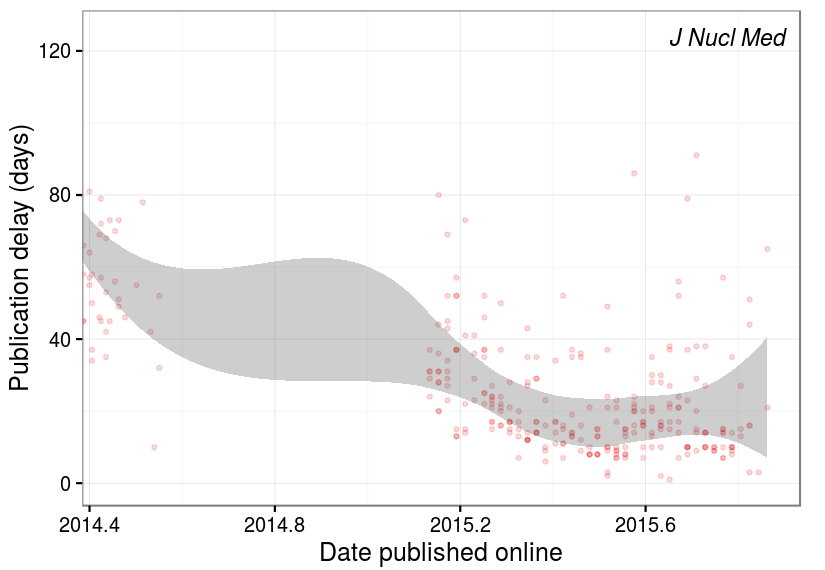 J Nucl Med
120
80
40
0
Publication delay (days)
2014.4 2014.8 2015.2 2015.6
Date published online